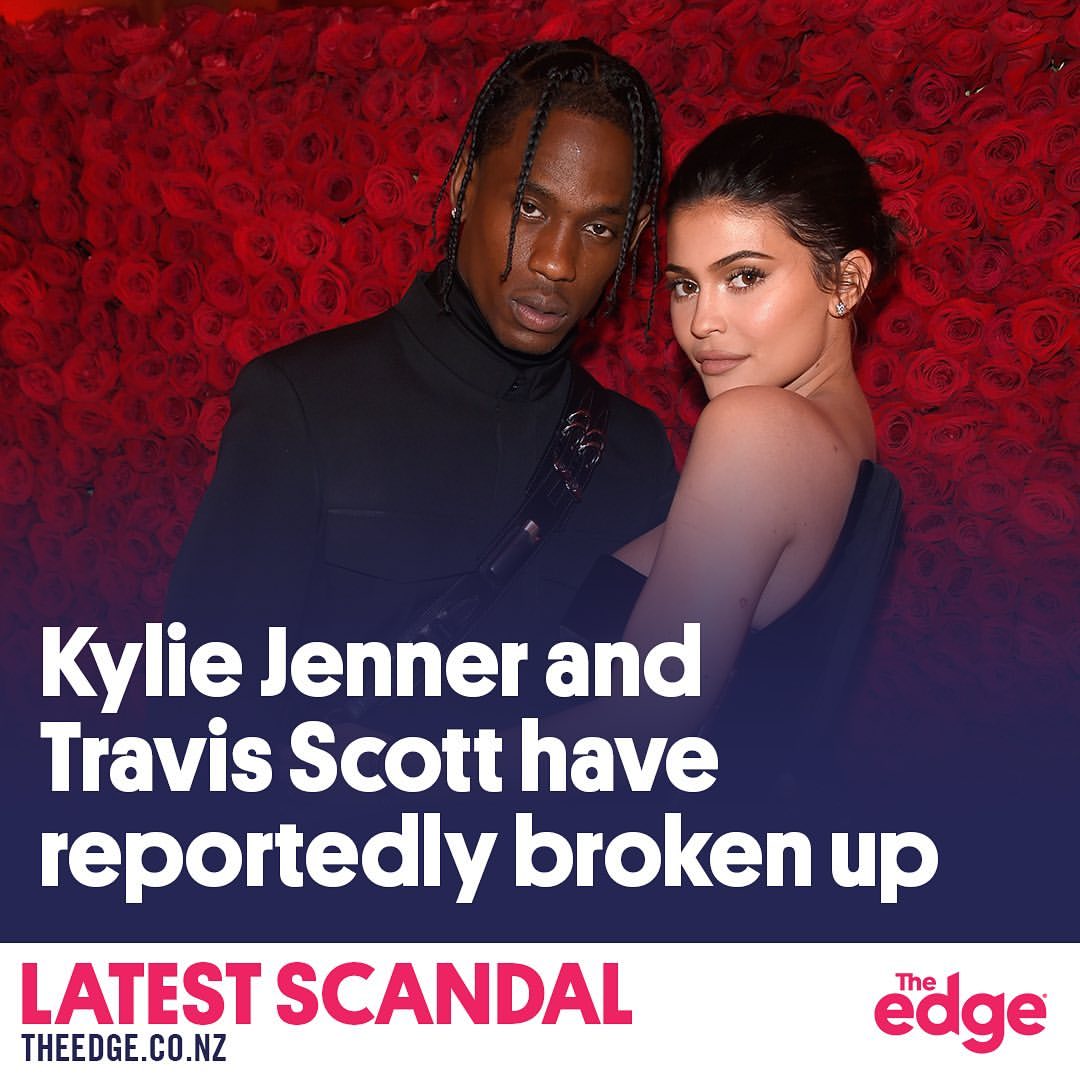 Kylie Jenner and
Travis Scott have
reportedly broken up
LATEST SCANDAL
THEEDGE.CO.NZ
The
edge